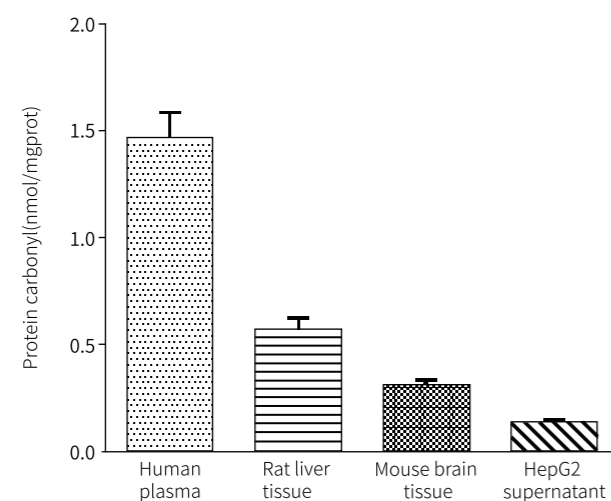 Protein carbonyl(nmol/mgprot)
2.0
1.5
1.0
0.5
0.0
Human
plasma
Rat liver
tissue
Mouse brain
tissue
HepG2
supernatant